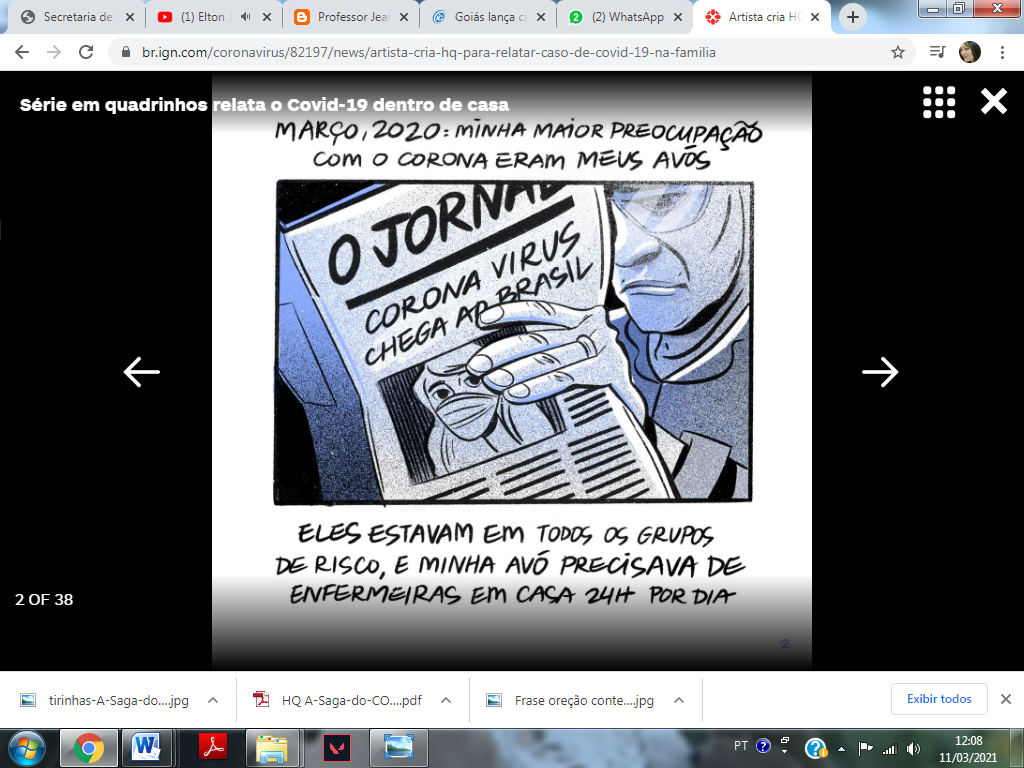 Secretaria de
(1) Elton J
Professor Jear
Goiás lança ca
(2) WhatsApp
Artista cria HQ
br.ign.com/coronavirus/82197/news/artista-cria-hq-para-relatar-caso-de-covid-19-na-familia
Série em quadrinhos relata o Covid-19 dentro de casa
MARÇO, 2020: MINHA MAIOR PREOCUPAÇÃO
COM O CORONA ERAM MEUS AVÓS
O JORNAL
CORONA VIRUS
CHEGA AO BRASIL
ELES ESTAVAM EM TODOS OS GRUPOS
DE RISCO, E MINHA AVÓ PRECISAVA DE
ENFERMEIRAS EM CASA 24H POR DIA
2 OF 38
2
tirinhas-A-Saga-do....jpg
HQ A-Saga-do-CO....pdf
Frase oreção conte....jpg
Exibir todos
PT
12:08
11/03/2021